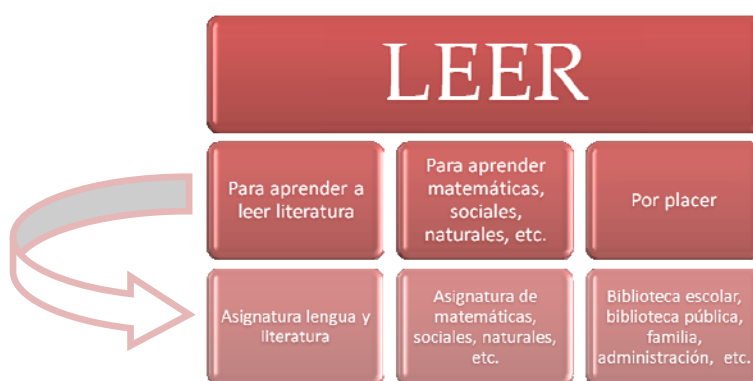 LEER
Para aprender a
leer literatura
Para aprender
matemáticas,
sociales,
naturales, etc.
Por placer
Asignatura lengua y
literatura
Asignatura de
matemáticas,
sociales, naturales,
etc.
Biblioteca escolar,
biblioteca pública,
familia,
administración, etc.